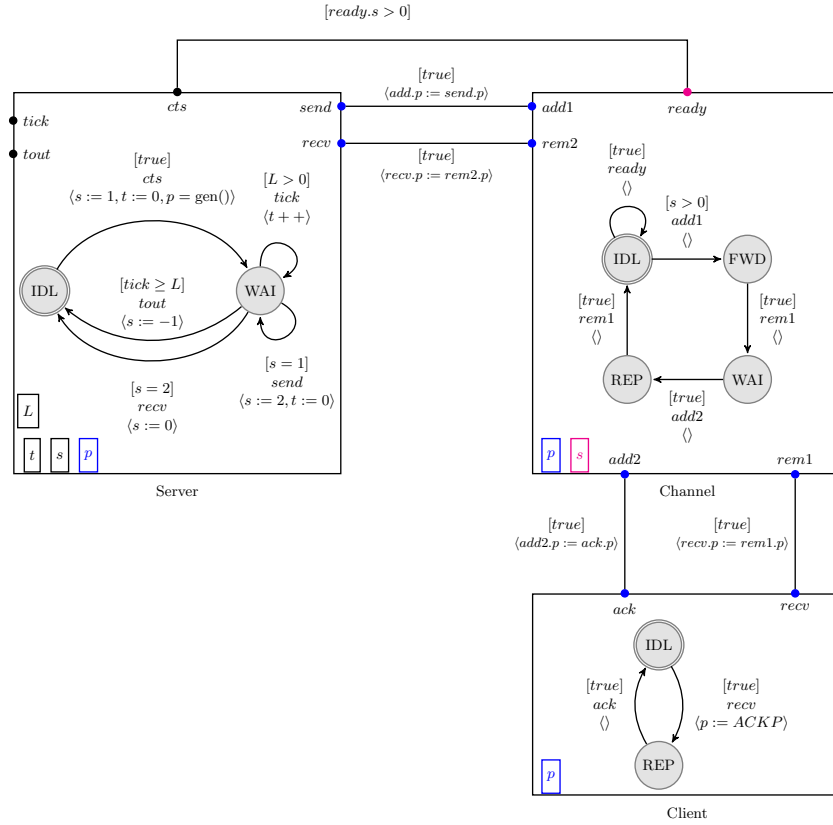 [ready.s > 0]
cts
tick
tout
send
recv
[true]
⟨add.p := send.p⟩
[true]
⟨recv.p := rem2.p⟩
add1
rem2
ready
[true]
cts
⟨s := 1, t := 0, p = gen()⟩
[L > 0]
tick
⟨t + +⟩
IDL
WAI
[tick ≥ L]
tout
⟨s := −1⟩
[s = 2]
recv
⟨s := 0⟩
[s = 1]
send
⟨s := 2, t := 0⟩
L
t
s
p
Server
[true]
ready
⟨⟩
[s > 0]
add1
⟨⟩
IDL
FWD
[true]
rem1
⟨⟩
[true]
rem1
⟨⟩
REP
WAI
[true]
add2
⟨⟩
p
s
add2
rem1
Channel
[true]
⟨add2.p := ack.p⟩
[true]
⟨recv.p := rem1.p⟩
ack
recv
IDL
[true]
ack
⟨⟩
[true]
recv
⟨p := ACKP⟩
REP
p
Client